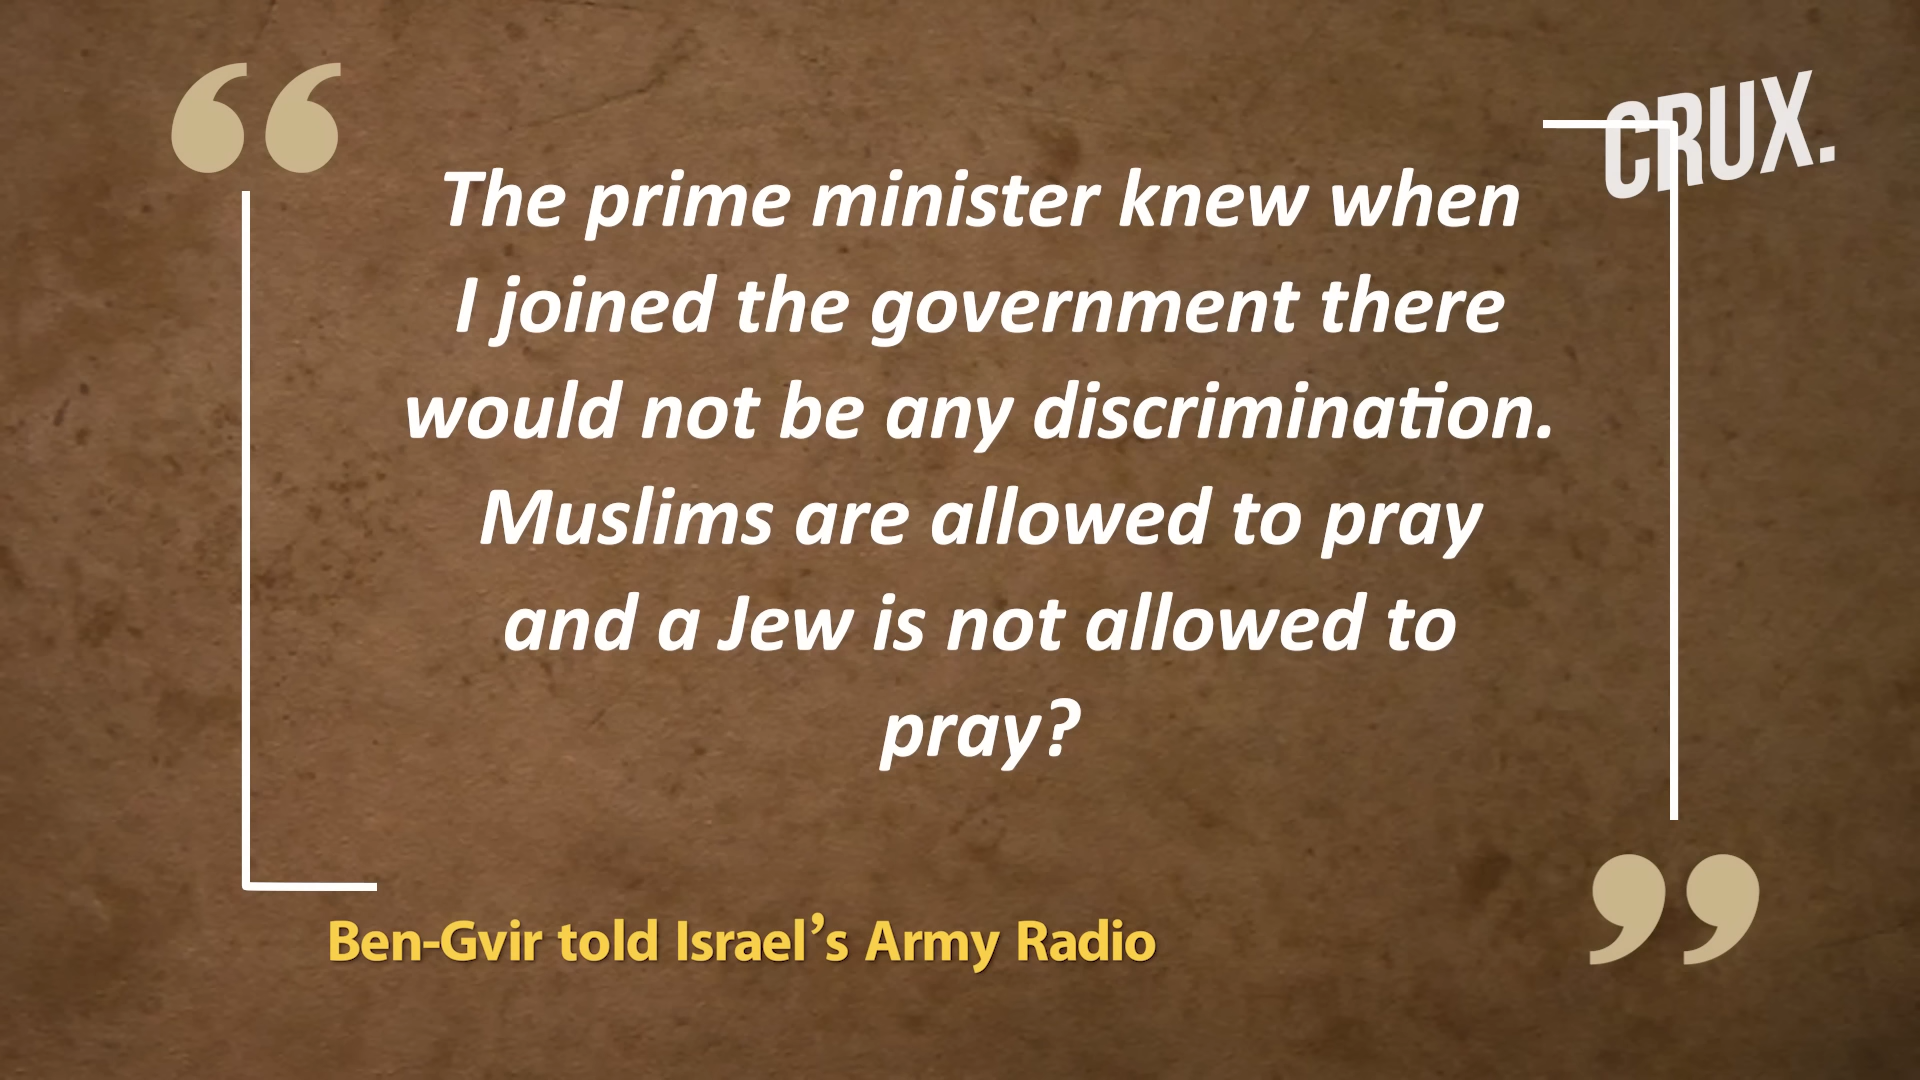 CRUX.
The prime minister knew when
I joined the government there
would not be any discrimination.
Muslims are allowed to pray
and a Jew is not allowed to
pray?
Ben-Gvir told Israel’s Army Radio